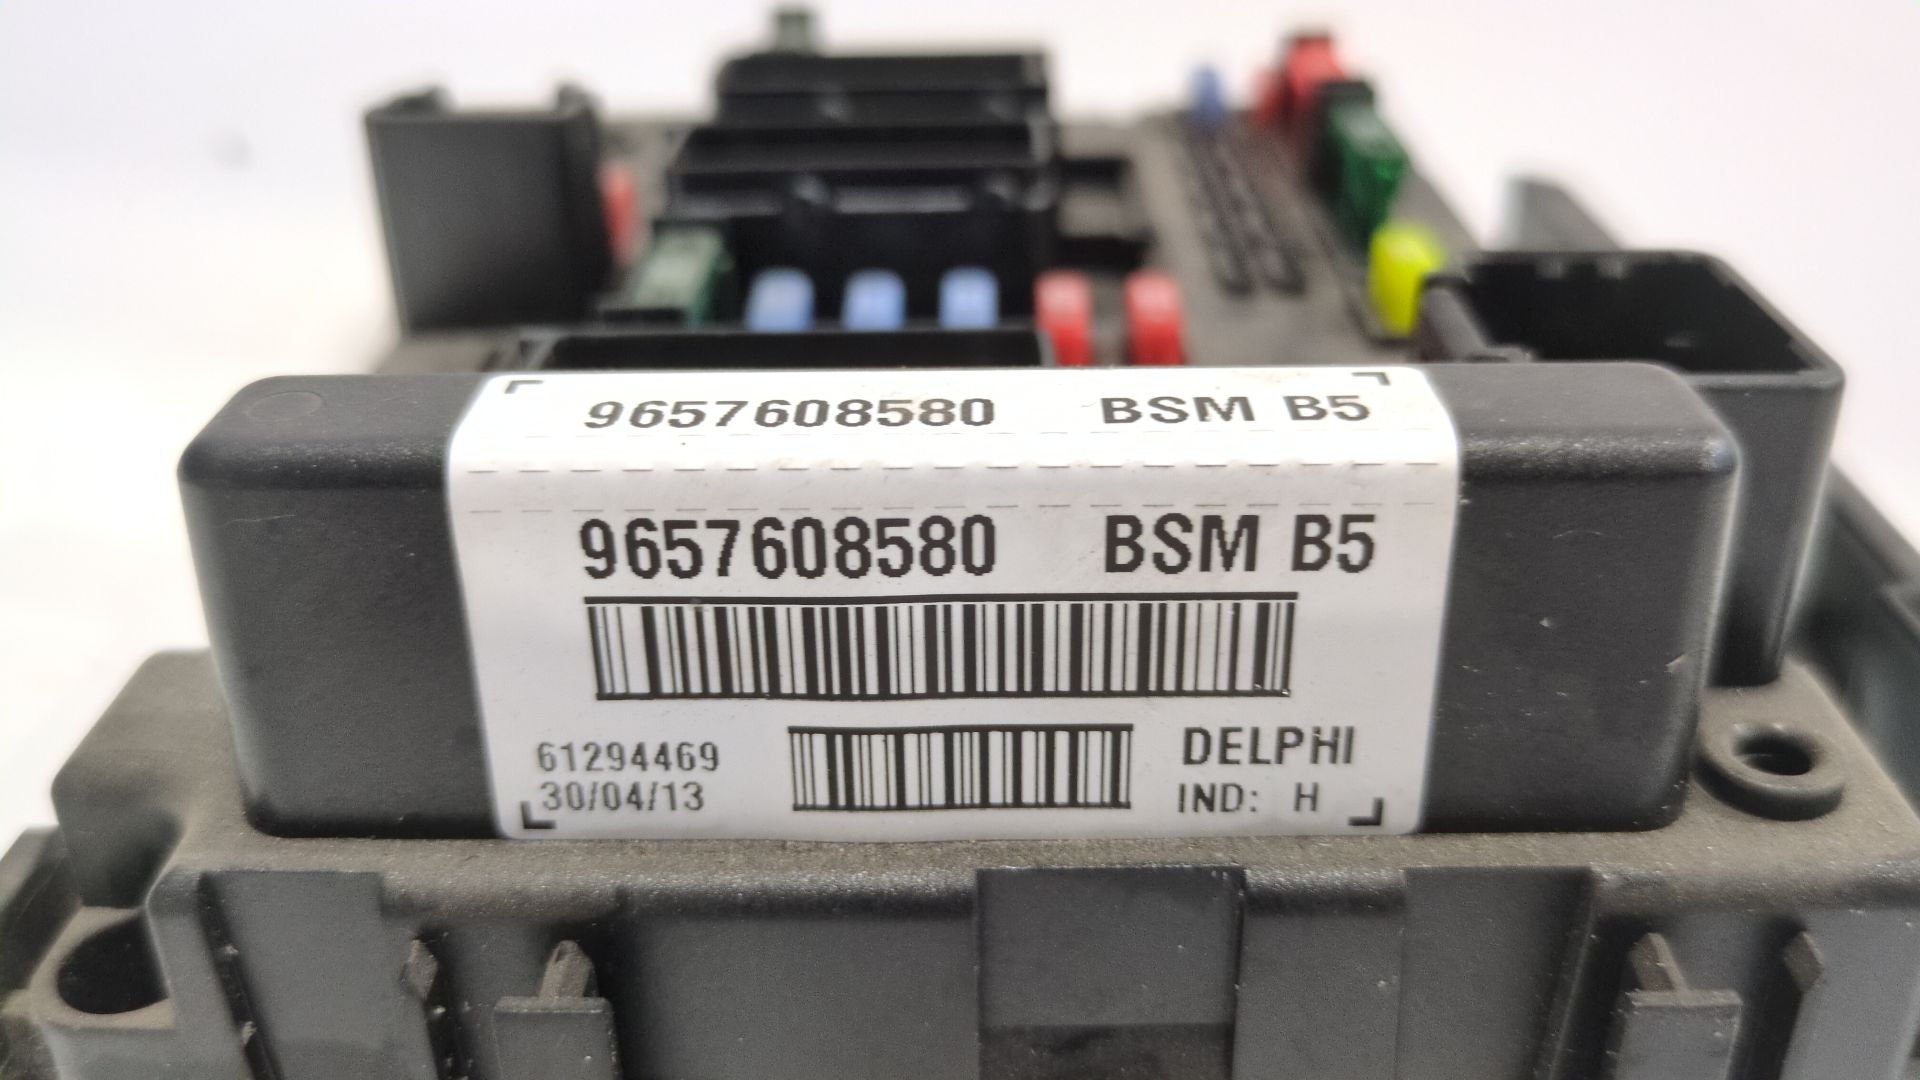 9657608580 BSM B5
9657608580 BSM B5
61294469
30/04/13
DELPHI
IND: H